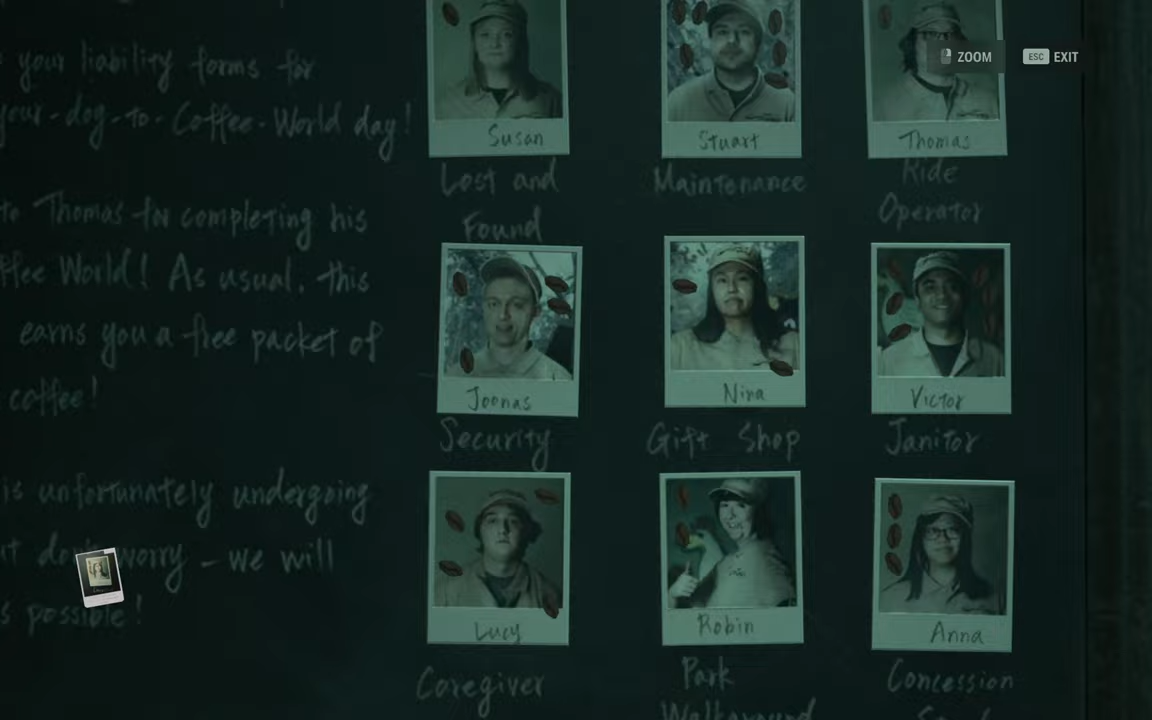 your liability forms for
your-dog-to-Coffee-World day!
to Thomas for completing his
World! As usual, this
earns you a free packet of
coffee!
is unfortunately undergoing
don't worry - we will
possible!
ZOOM
ESC EXIT
Susan
Lost and
Found
Stuart
Maintenance
Thomas
Ride
Operator
Joonas
Security
Nina
Gift Shop
Victor
Janitor
Lucy
Caregiver
Robin
Park
Walkaround
Anna
Concession